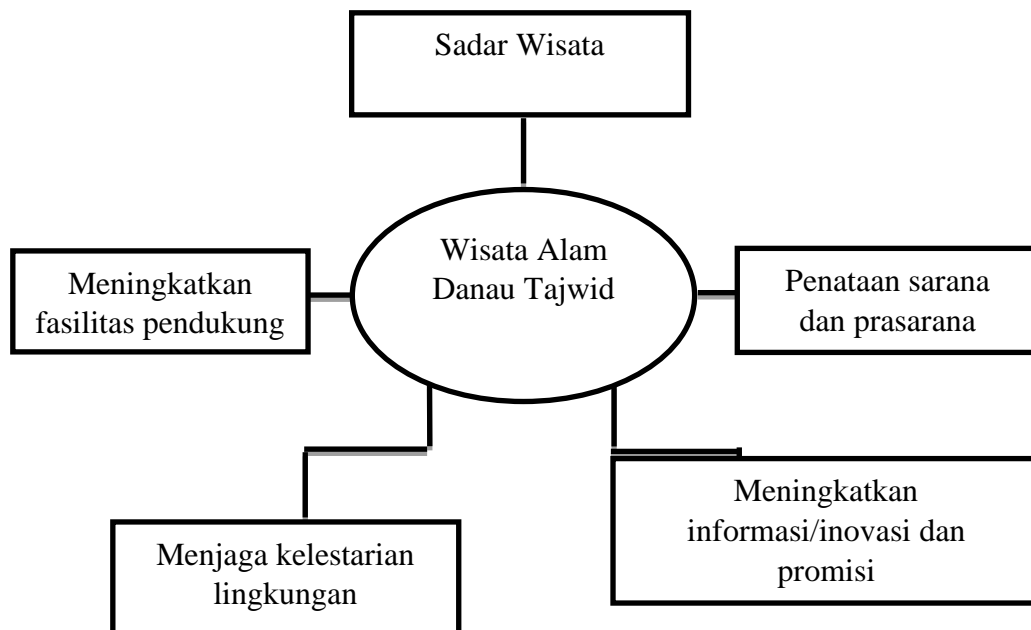 Sadar Wisata
Wisata Alam
Danau Tajwid
Meningkatkan
fasilitas pendukung
Penataan sarana
dan prasarana
Menjaga kelestarian
lingkungan
Meningkatkan
informasi/inovasi dan
promisi